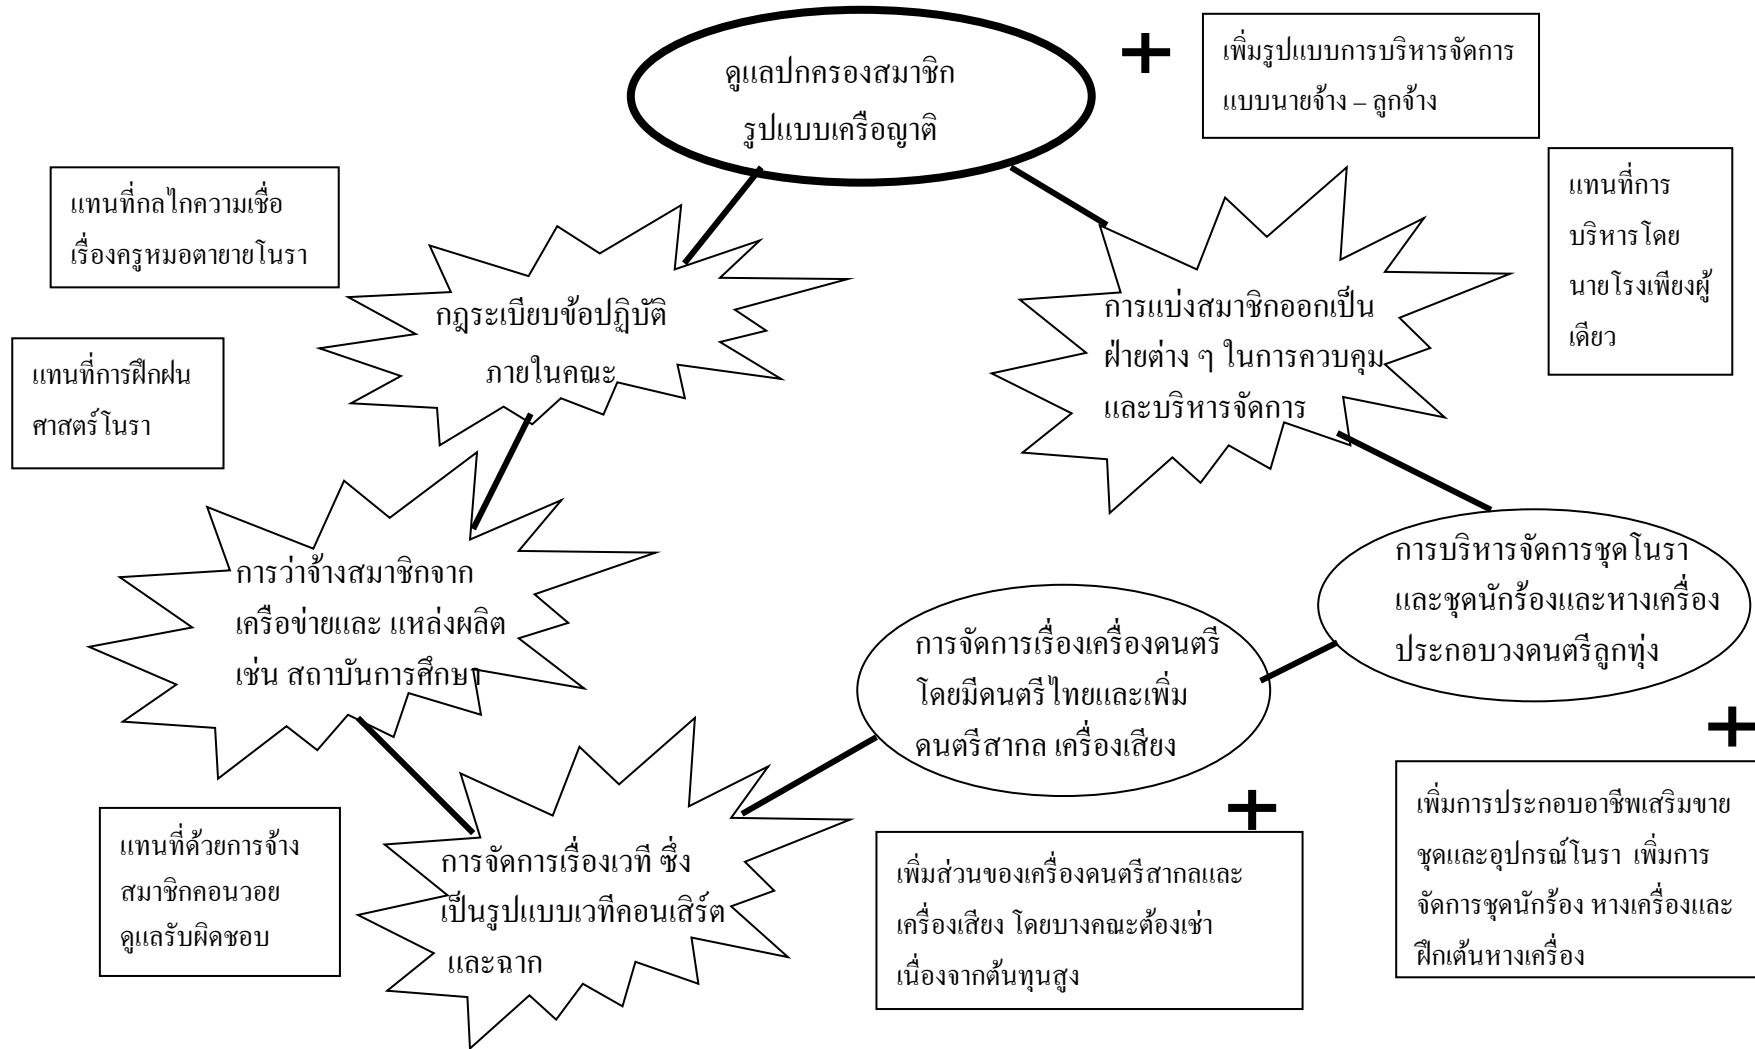 ดูแลปกครองสมาชิก
รูปแบบเครือญาติ
+
เพิ่มรูปแบบการบริหารจัดการ
แบบนายจ้าง – ลูกจ้าง
แทนที่กลไกความเชื่อ
เรื่องครูหมอตายายโนรา
กฎระเบียบข้อปฏิบัติ
ภายในคณะ
การแบ่งสมาชิกออกเป็น
ฝ่ายต่าง ๆ ในการควบคุม
และบริหารจัดการ
แทนที่การ
บริหารโดย
นายโรงเพียงผู้
เดียว
แทนที่การฝึกฝน
ศาสตร์โนรา
การว่าจ้างสมาชิกจาก
เครือข่ายและ แหล่งผลิต
เช่น สถาบันการศึกษา
การจัดการเรื่องเครื่องดนตรี
โดยมีดนตรีไทยและเพิ่ม
ดนตรีสากล เครื่องเสียง
การบริหารจัดการชุดโนรา
และชุดนักร้องและหางเครื่อง
ประกอบวงดนตรีลูกทุ่ง
แทนที่ด้วยการจ้าง
สมาชิกคอนวอย
ดูแลรับผิดชอบ
การจัดการเรื่องเวที ซึ่ง
เป็นรูปแบบเวทีคอนเสิร์ต
และฉาก
+
เพิ่มส่วนของเครื่องดนตรีสากลและ
เครื่องเสียง โดยบางคณะต้องเช่า
เนื่องจากต้นทุนสูง
+
เพิ่มการประกอบอาชีพเสริมขาย
ชุดและอุปกรณ์โนรา เพิ่มการ
จัดการชุดนักร้อง หางเครื่องและ
ฝึกเต้นหางเครื่อง